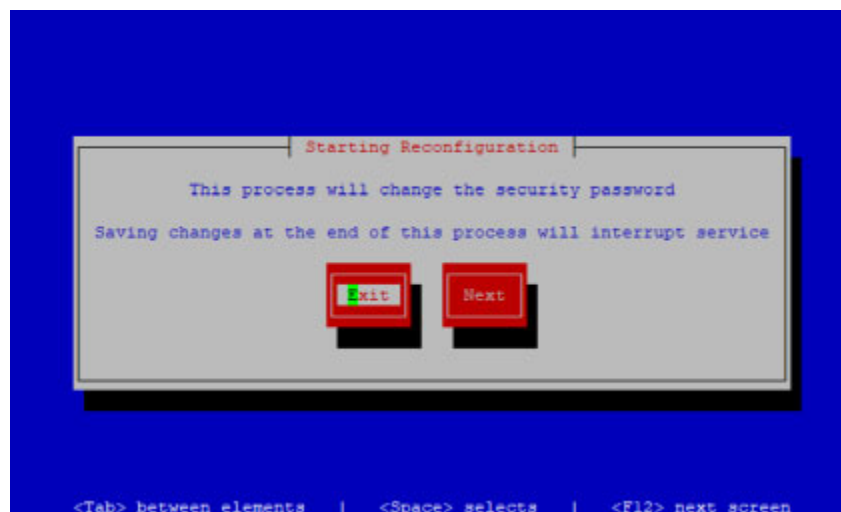 Starting Reconfiguration
This process will change the security password
Saving changes at the end of this process will interrupt service
Exit Next
<Tab> between elements | <Space> selects | <F12> next screen